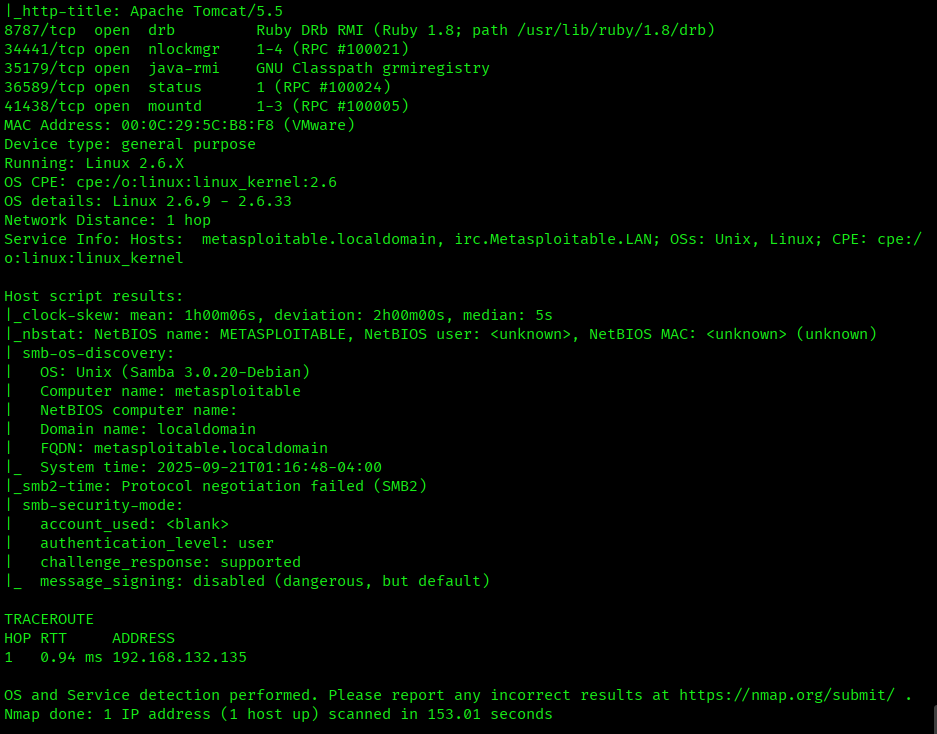 |_http-title: Apache Tomcat/5.5
8787/tcp  open  drb         Ruby DRb RMI (Ruby 1.8; path /usr/lib/ruby/1.8/drb)
34441/tcp open  nlockmgr    1-4 (RPC #100021)
35179/tcp open  java-rmi    GNU Classpath grmiregistry
36589/tcp open  status      1 (RPC #100024)
41438/tcp open  mountd      1-3 (RPC #100005)
MAC Address: 00:0C:29:5C:B8:F8 (VMware)
Device type: general purpose
Running: Linux 2.6.X
OS CPE: cpe:/o:linux:linux_kernel:2.6
OS details: Linux 2.6.9 - 2.6.33
Network Distance: 1 hop
Service Info: Hosts:  metasploitable.localdomain, irc.Metasploitable.LAN; OSs: Unix, Linux; CPE: cpe:/
o:linux:linux_kernel

Host script results:
|_clock-skew: mean: 1h00m06s, deviation: 2h00m00s, median: 5s
|_nbstat: NetBIOS name: METASPLOITABLE, NetBIOS user: <unknown>, NetBIOS MAC: <unknown> (unknown)
| smb-os-discovery:
|   OS: Unix (Samba 3.0.20-Debian)
|   Computer name: metasploitable
|   NetBIOS computer name:
|   Domain name: localdomain
|   FQDN: metasploitable.localdomain
|_  System time: 2025-09-21T01:16:48-04:00
|_smb2-time: Protocol negotiation failed (SMB2)
| smb-security-mode:
|   account_used: <blank>
|   authentication_level: user
|   challenge_response: supported
|_  message_signing: disabled (dangerous, but default)

TRACEROUTE
HOP RTT     ADDRESS
1   0.94 ms 192.168.132.135

OS and Service detection performed. Please report any incorrect results at https://nmap.org/submit/ .
Nmap done: 1 IP address (1 host up) scanned in 153.01 seconds